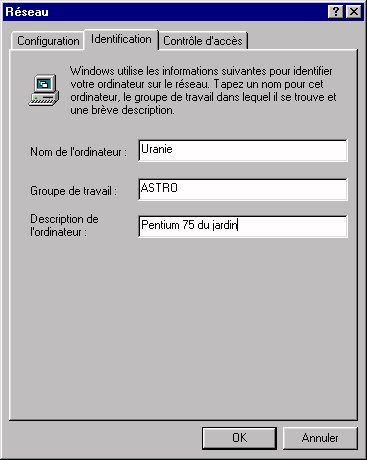 Réseau
Configuration
Identification
Contrôle d'accès
Windows utilise les informations suivantes pour identifier
votre ordinateur sur le réseau. Tapez un nom pour cet
ordinateur, le groupe de travail dans lequel il se trouve et
une brève description.
Nom de l'ordinateur :
Uranie
Groupe de travail :
ASTRO
Description de
l'ordinateur :
Pentium 75 du jardin
OK
Annuler